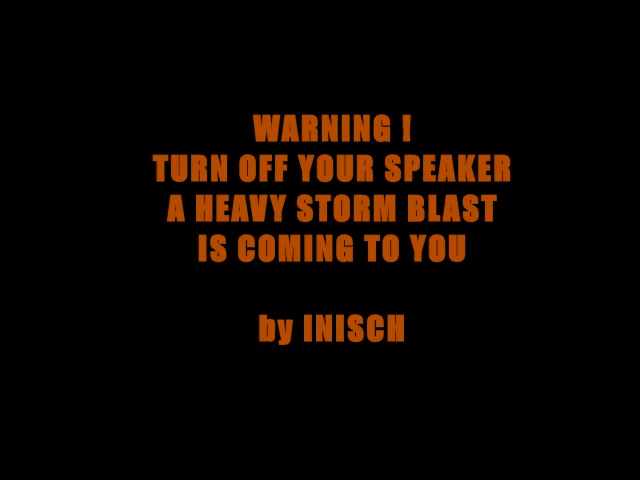 WARNING !
TURN OFF YOUR SPEAKER
A HEAVY STORM BLAST
IS COMING TO YOU
by INISCH